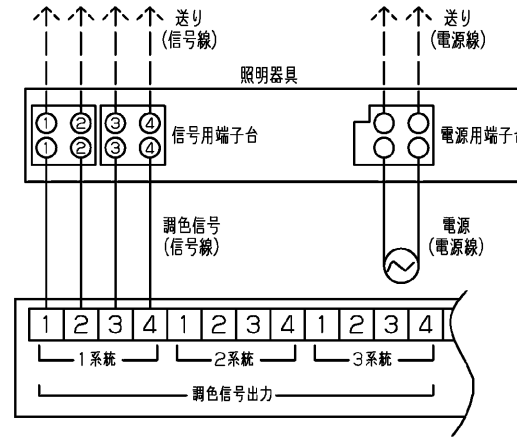 送り
(信号線)
送り
(電源線)
照明器具
① ② ③ ④
① ② ③ ④
信号用端子台
電源用端子台
調色信号
(信号線)
電源
(電源線)
1 2 3 4 1 2 3 4 1 2 3 4
1系統 2系統 3系統
調色信号出力